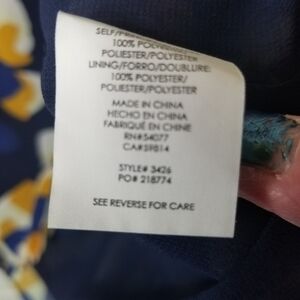 100% POLYESTER/
POLIESTER/POLYESTER
LINING/FORRO/DOUBLURE:
100% POLYESTER/
POLIESTER/POLYESTER
MADE IN CHINA
HECHO EN CHINA
FABRIQUÉ EN CHINE
RN#54077
CA#59814
STYLE# 3426
PO# 218774
SEE REVERSE FOR CARE